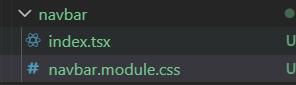 navbar
index.tsx U
# navbar.module.css U